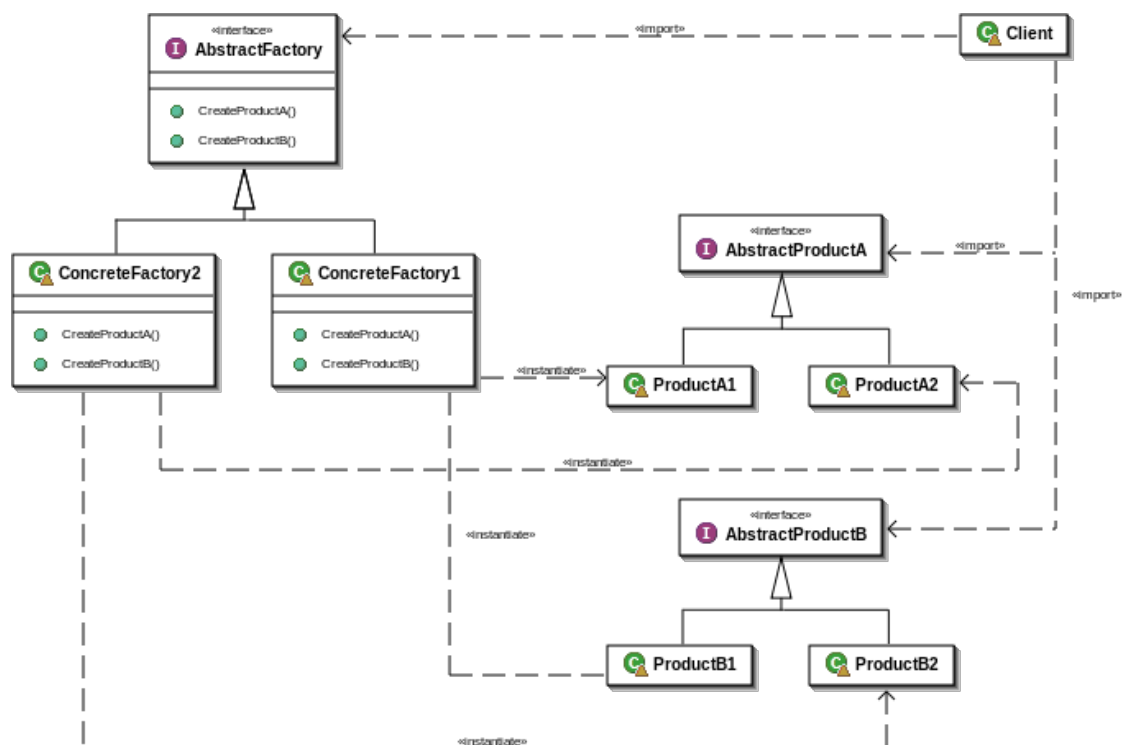 «interface»
I AbstractFactory
CreateProductA()
CreateProductB()
«import»
C Client
C ConcreteFactory2
CreateProductA()
CreateProductB()
C ConcreteFactory1
CreateProductA()
CreateProductB()
«interface»
I AbstractProductA
«import»
«import»
«instantiate»
C ProductA1
C ProductA2
«instantiate»
«interface»
I AbstractProductB
«instantiate»
C ProductB1
C ProductB2
«instantiate»